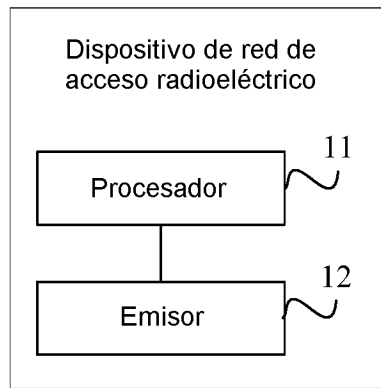 Dispositivo de red de
acceso radioeléctrico
11
Procesador
12
Emisor